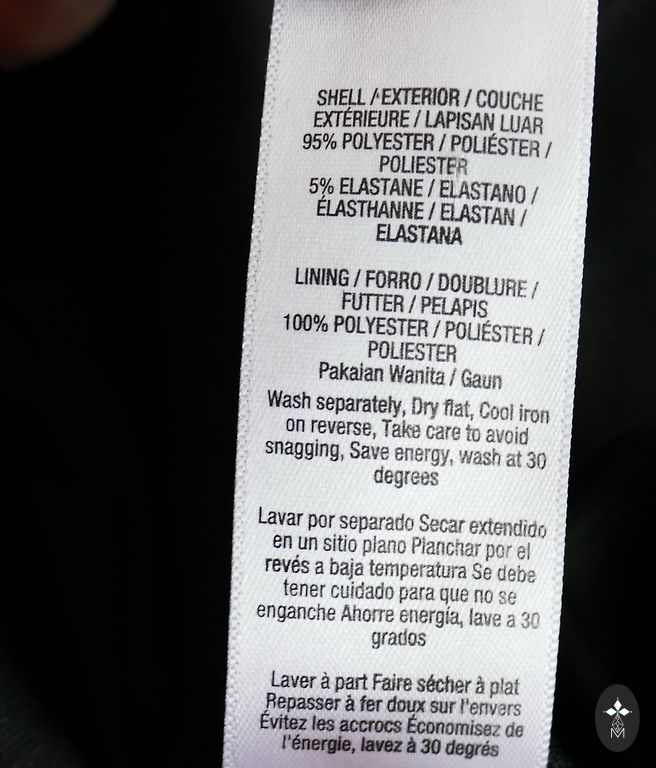 SHELL / EXTERIOR / COUCHE
EXTÉRIEURE / LAPISAN LUAR
95% POLYESTER / POLIÉSTER /
POLIESTER
5% ELASTANE / ELASTANO /
ÉLASTHANNE / ELASTAN /
ELASTANA
LINING / FORRO / DOUBLURE /
FUTTER / PELAPIS
100% POLYESTER / POLIÉSTER /
POLIESTER
Pakaian Wanita / Gaun
Wash separately, Dry flat, Cool iron
on reverse, Take care to avoid
snagging, Save energy, wash at 30
degrees
Lavar por separado Secar extendido
en un sitio plano Planchar por el
revés a baja temperatura Se debe
tener cuidado para que no se
enganche Ahorre energía, lave a 30
grados
Laver à part Faire sécher à plat
Repasser à fer doux sur l'envers
Évitez les accrocs Économisez de
l'énergie, lavez à 30 degrés
M